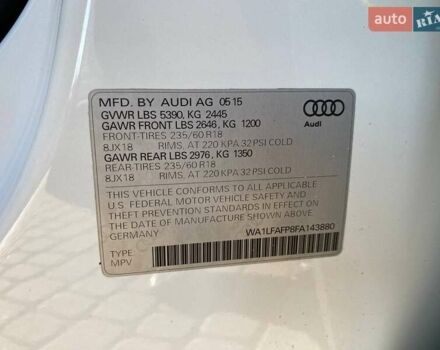 auto RIA
MFD. BY AUDI AG 05 15
GVWR LBS 5390, KG 2445
GAWR FRONT LBS 2646, KG 1200
FRONT-TIRES 235/60 R18
8JX18 RIMS, AT 220 KPA 32 PSI COLD
GAWR REAR LBS 2976, KG 1350
REAR-TIRES 235/60 R18
8JX18 RIMS, AT 220 KPA 32 PSI COLD
Audi
THIS VEHICLE CONFORMS TO ALL APPLICABLE
U.S. FEDERAL MOTOR VEHICLE SAFETY AND
THEFT PREVENTION STANDARDS IN EFFECT ON
THE DATE OF MANUFACTURE SHOWN ABOVE
GERMANY WA1LFAFP8FA143880
TYPE:
MPV